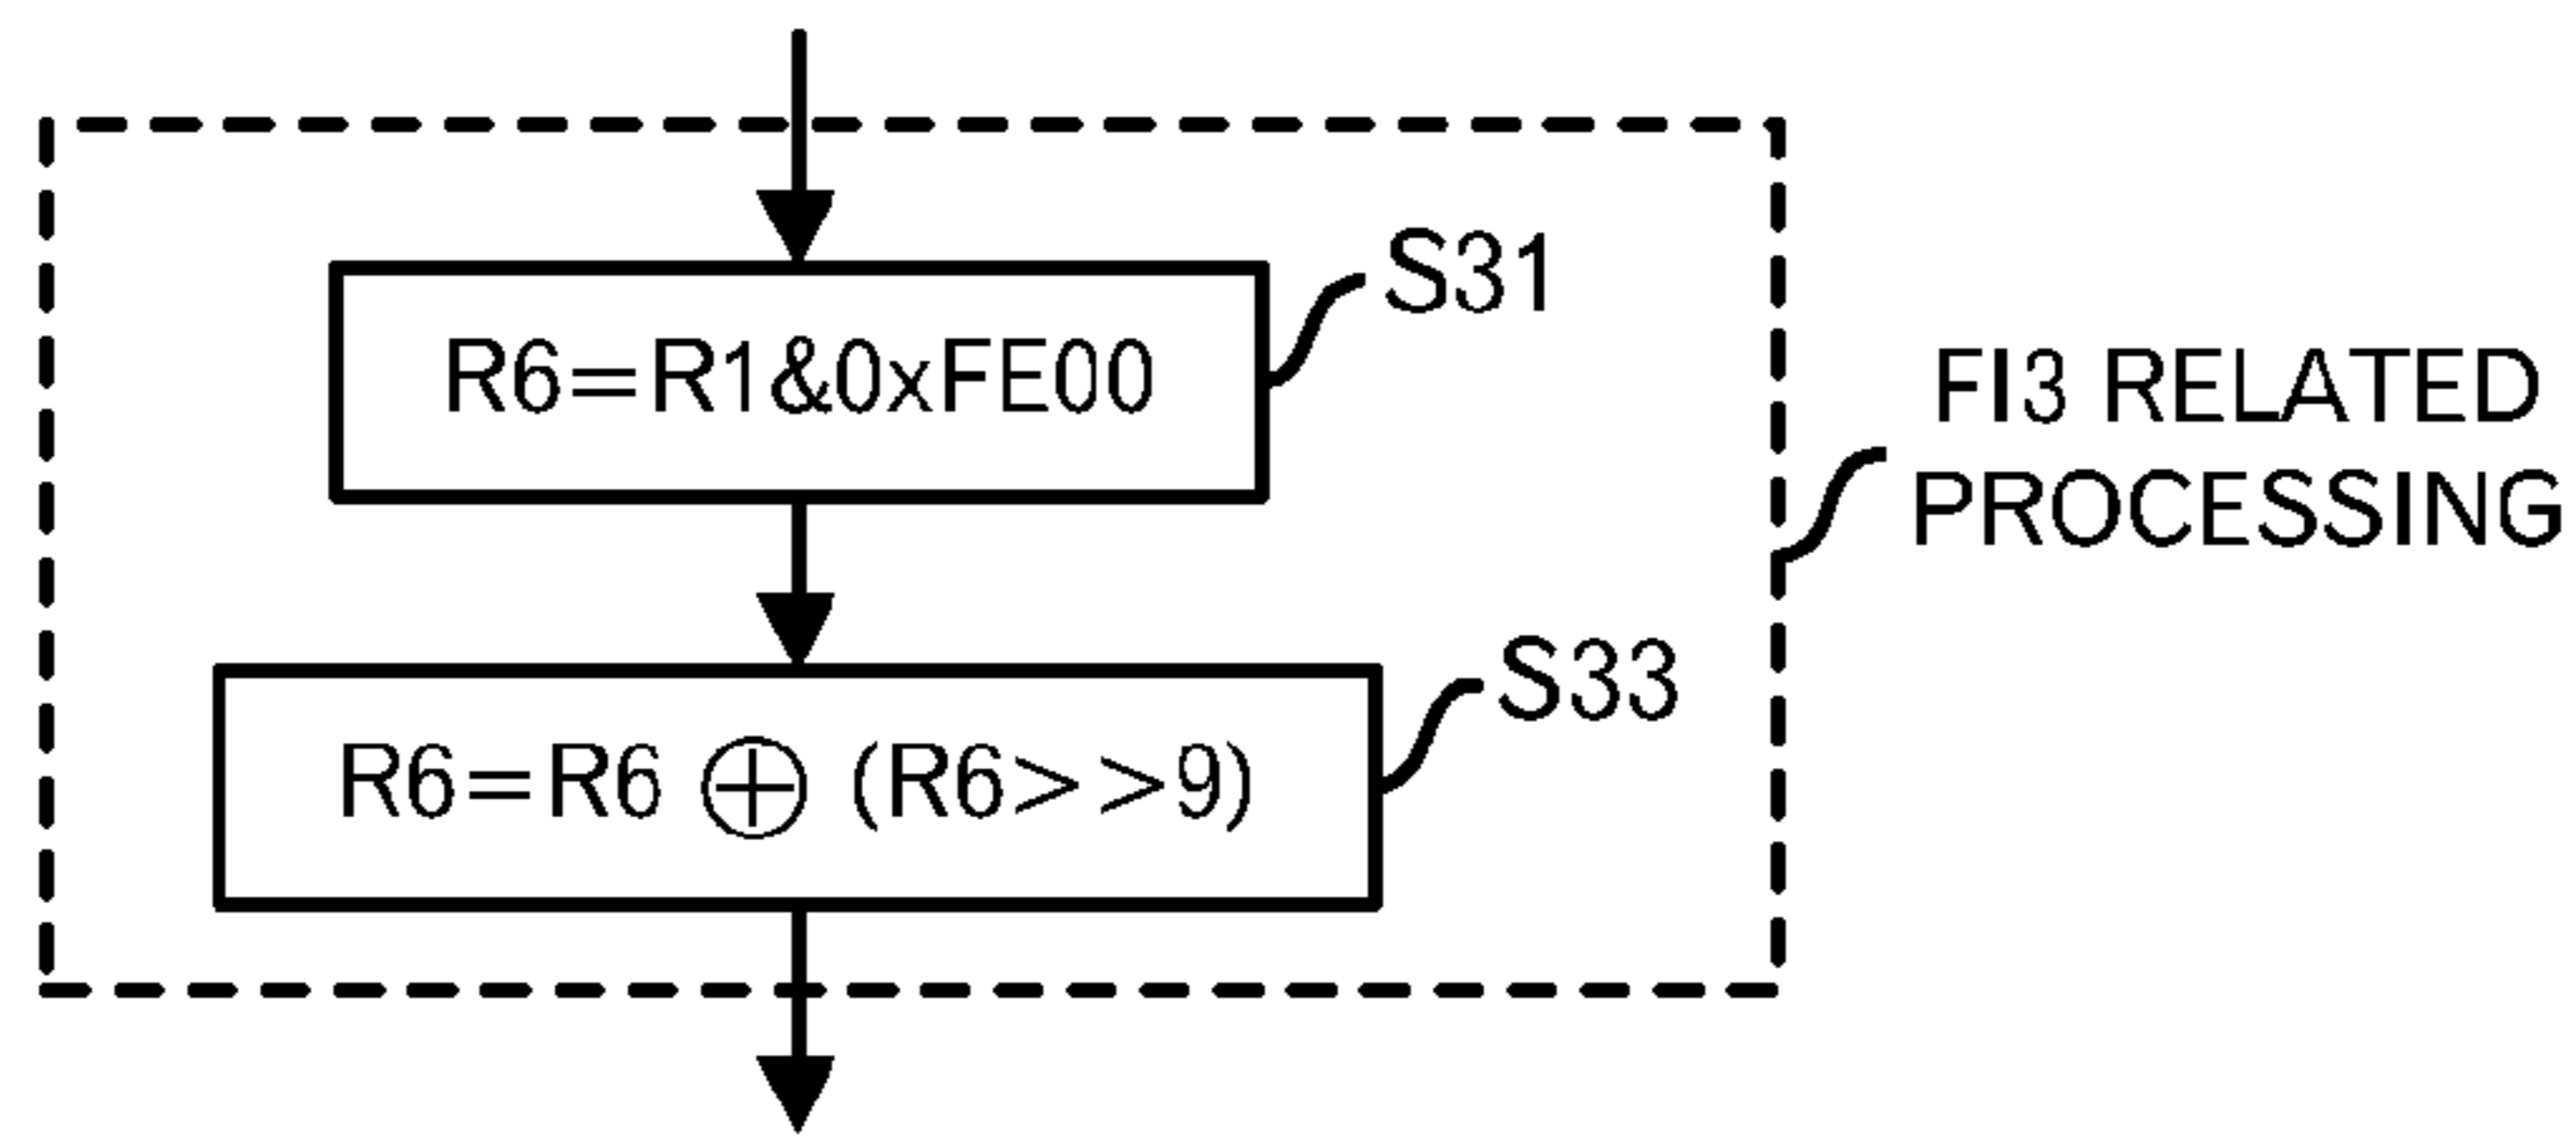 S31
R6=R1&0xFE00
FI3 RELATED
PROCESSING
S33
R6=R6 ⊕ (R6>>9)